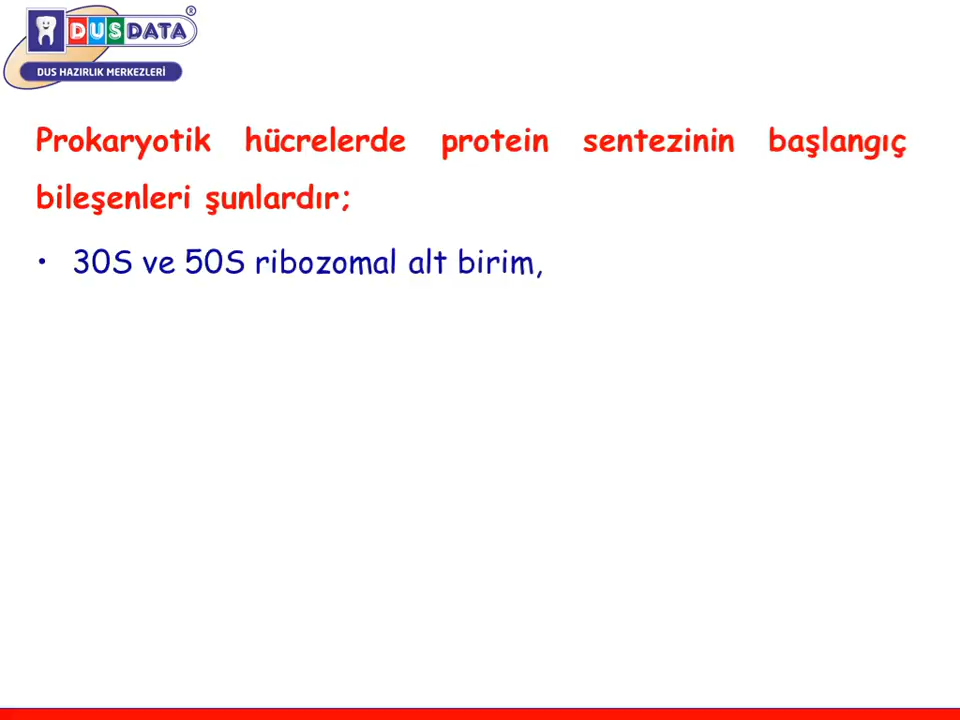 DUSDATA®
DUS HAZIRLIK MERKEZLERİ
Prokaryotik hücrelerde protein sentezinin başlangıç
bileşenleri şunlardır;
• 30S ve 50S ribozomal alt birim,